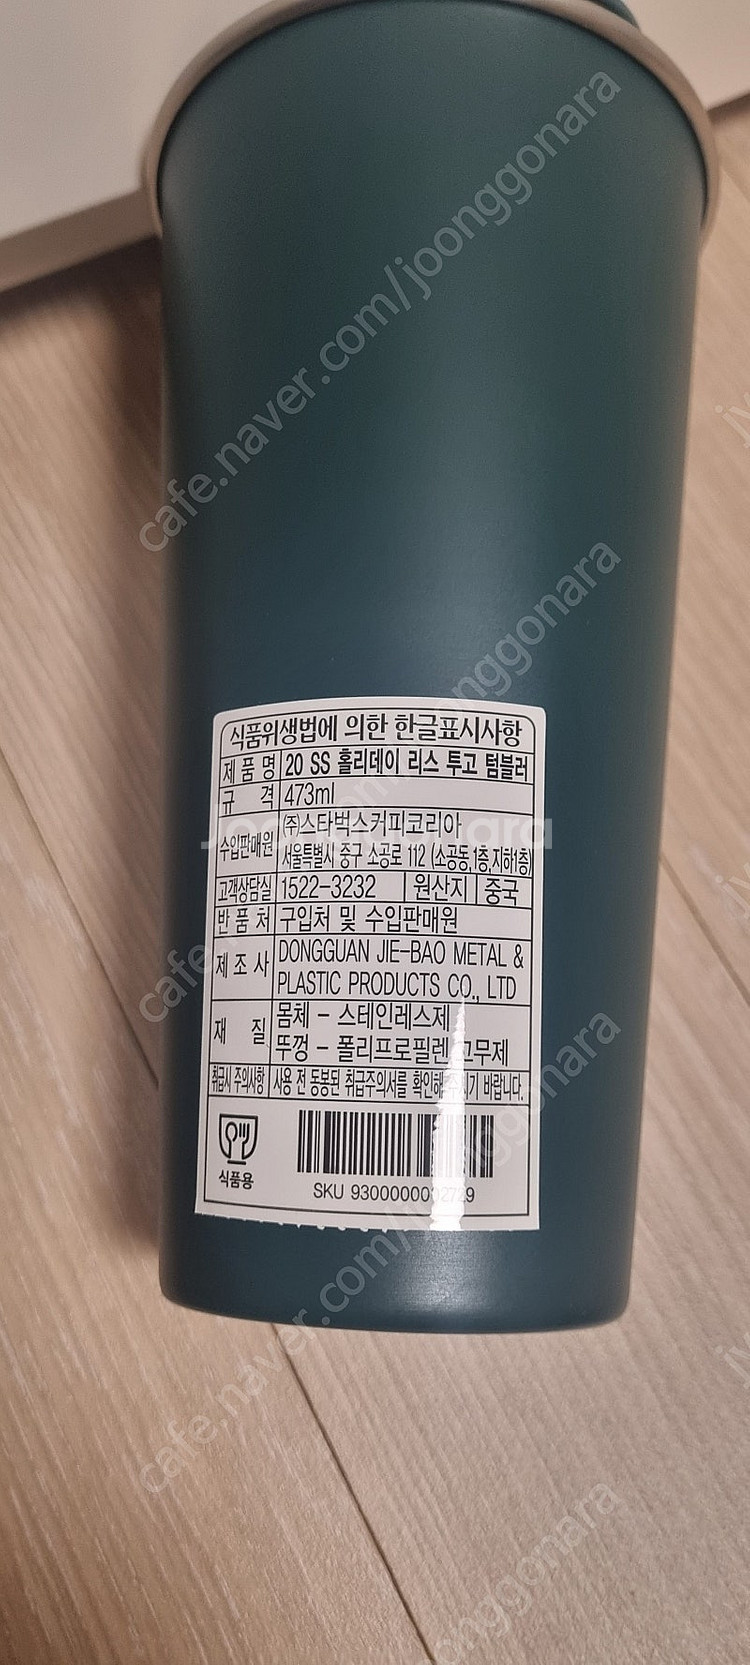 식품위생법에 의한 한글표시사항
제품명 20 SS 홀리데이 리스 투고 텀블러
규격 473ml
수입판매원 (주)스타벅스커피코리아
서울특별시 중구 소공로 112 (소공동,1층,지하1층)
고객상담실 1522-3232 원산지 중국
반품처 구입처 및 수입판매원
제조사 DONGGUAN JIE-BAO METAL &
PLASTIC PRODUCTS CO., LTD
재질 몸체 - 스테인레스제
뚜껑 - 폴리프로필렌 고무제
취급시 주의사항 사용 전 동봉된 취급주의서를 확인해주시기 바랍니다.
식품용
SKU
cafe.naver.com/joonggonara
joonggonara
cafe.naver.com/joonggonara
cafe.naver.com/joonggonara